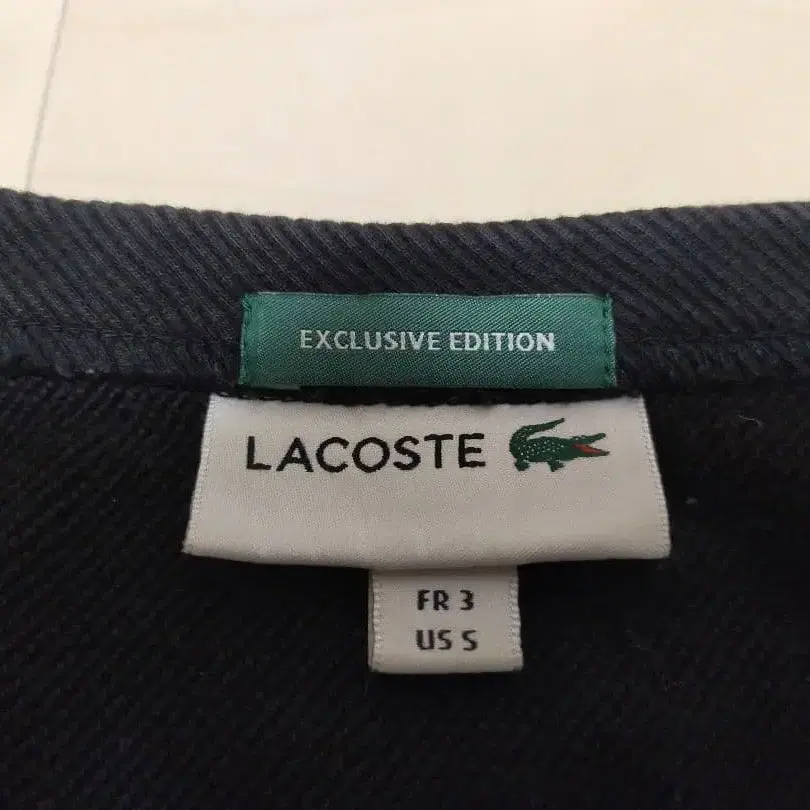 EXCLUSIVE EDITION
LACOSTE
FR 3
US S